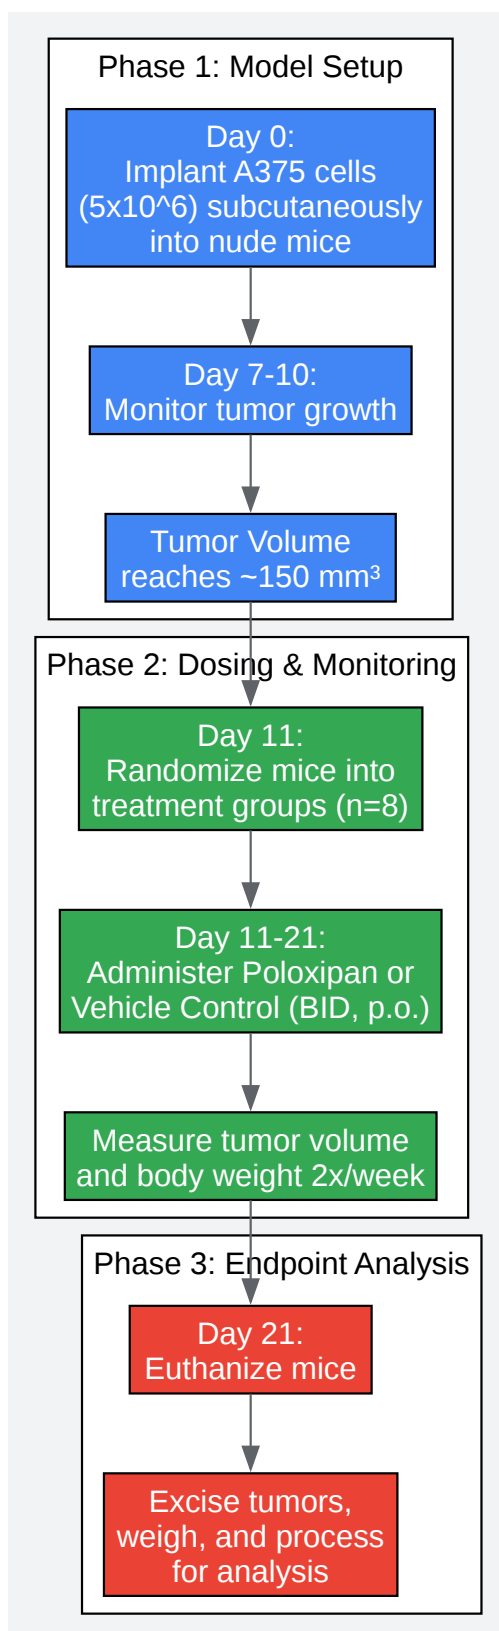 Phase 1: Model Setup
Day 0:
Implant A375 cells
(5x10^6) subcutaneously
into nude mice
Day 7-10:
Monitor tumor growth
Tumor Volume
reaches ~150 mm³
Phase 2: Dosing & Monitoring
Day 11:
Randomize mice into
treatment groups (n=8)
Day 11-21:
Administer Poloxipan or
Vehicle Control (BID, p.o.)
Measure tumor volume
and body weight 2x/week
Phase 3: Endpoint Analysis
Day 21:
Euthanize mice
Excise tumors,
weigh, and process
for analysis